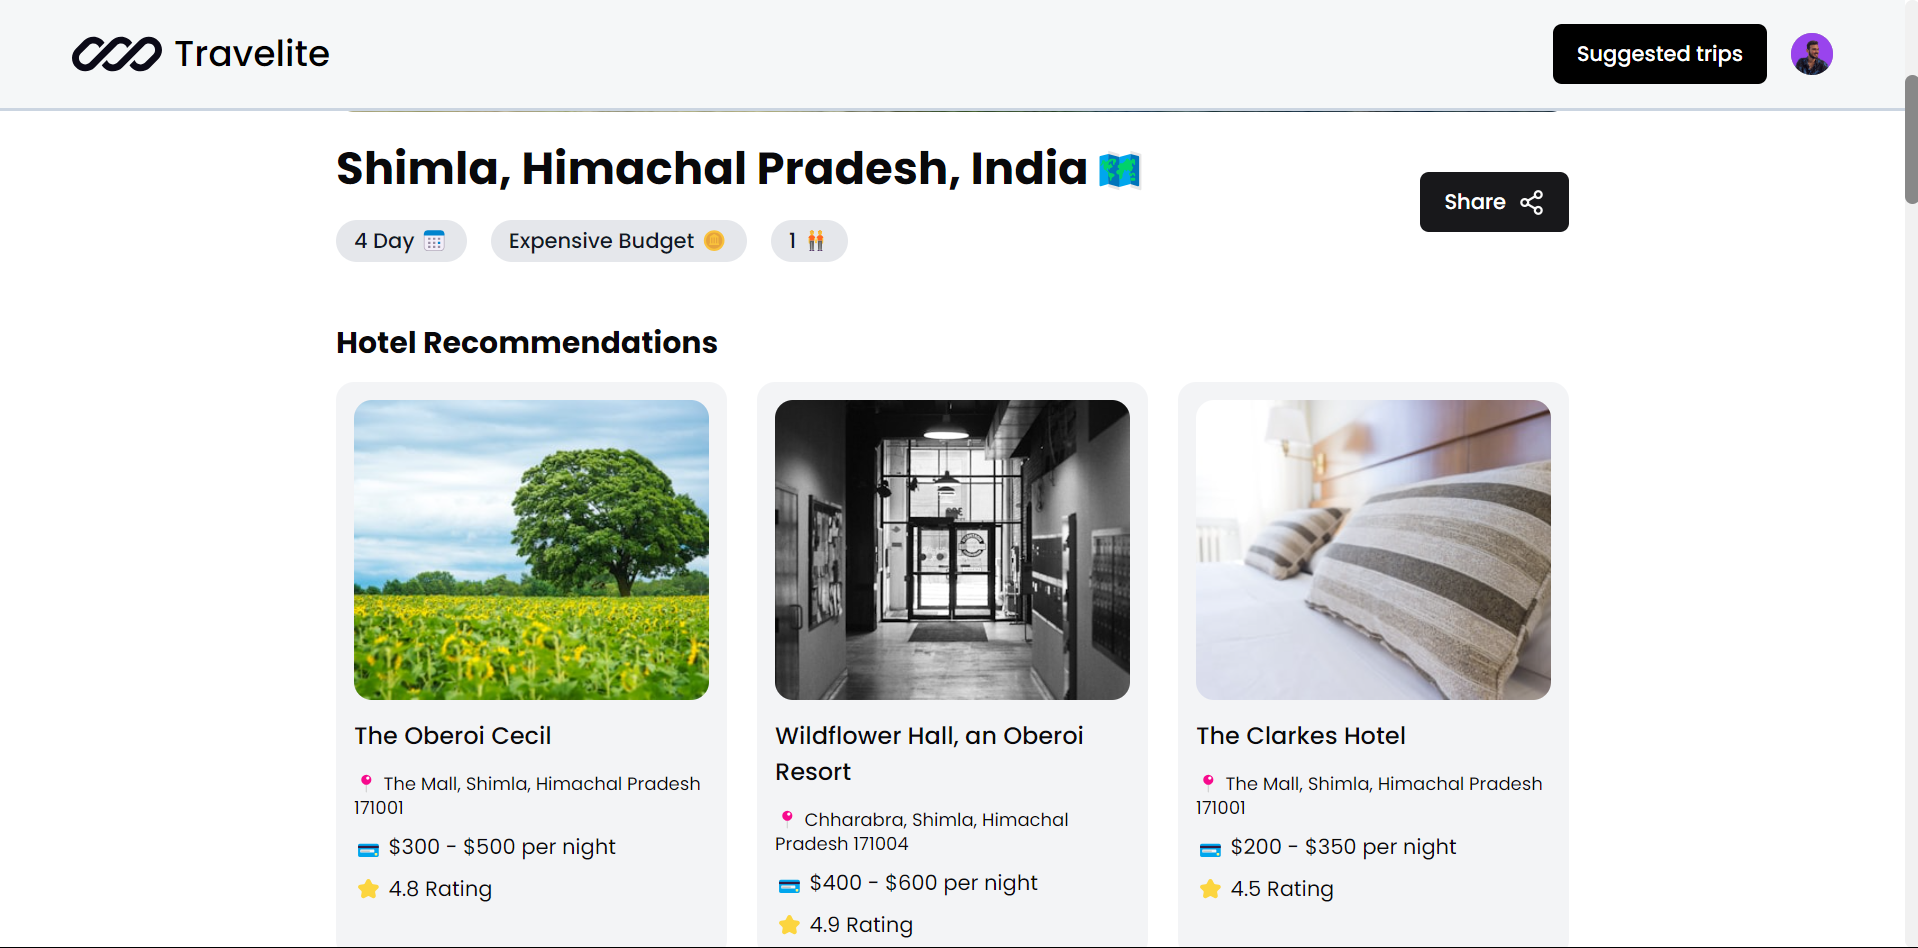 Travelite
Suggested trips
Shimla, Himachal Pradesh, India
Share
4 Day
Expensive Budget
1
Hotel Recommendations
The Oberoi Cecil
The Mall, Shimla, Himachal Pradesh
171001
$300 - $500 per night
4.8 Rating
Wildflower Hall, an Oberoi
Resort
Chharabra, Shimla, Himachal
Pradesh 171004
$400 - $600 per night
4.9 Rating
The Clarkes Hotel
The Mall, Shimla, Himachal Pradesh
171001
$200 - $350 per night
4.5 Rating